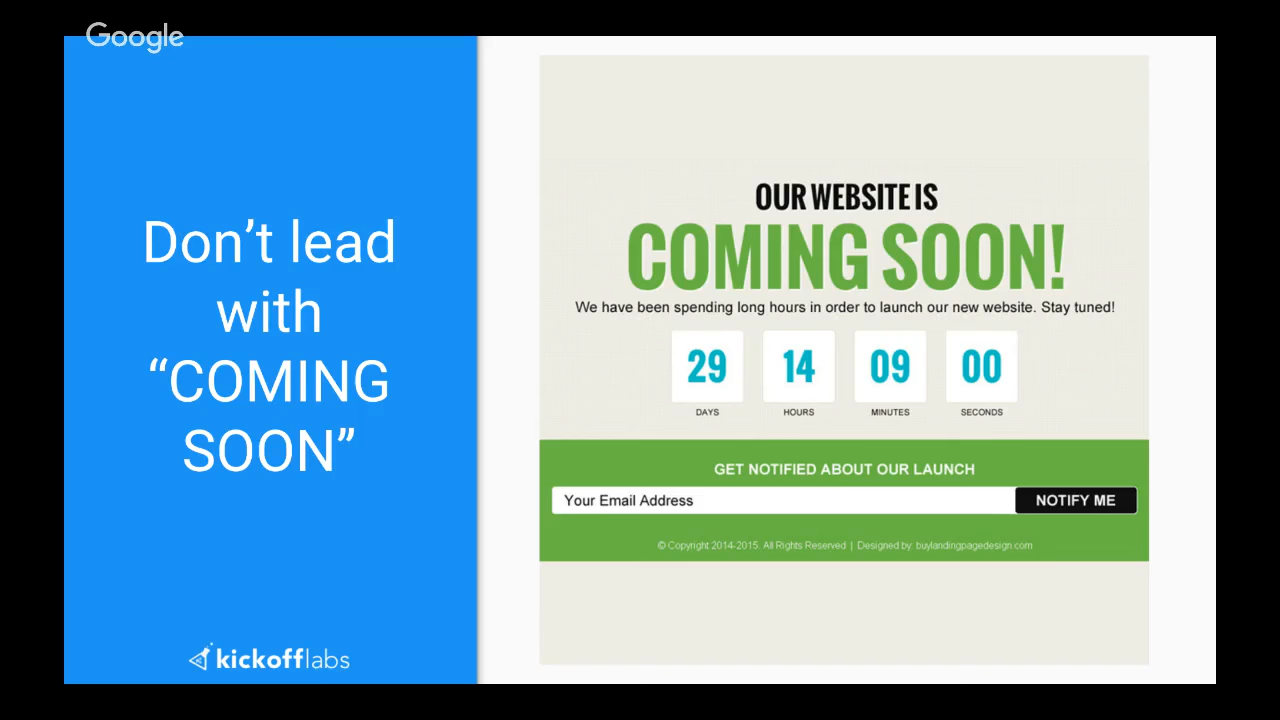 Google
Don’t lead
with
“COMING
SOON”
kickofflabs
OUR WEBSITE IS
COMING SOON!
We have been spending long hours in order to launch our new website. Stay tuned!
29 14 09 00
DAYS HOURS MINUTES SECONDS
GET NOTIFIED ABOUT OUR LAUNCH
Your Email Address NOTIFY ME
© Copyright 2014-2015. All Rights Reserved | Designed by: buylandingpagedesign.com